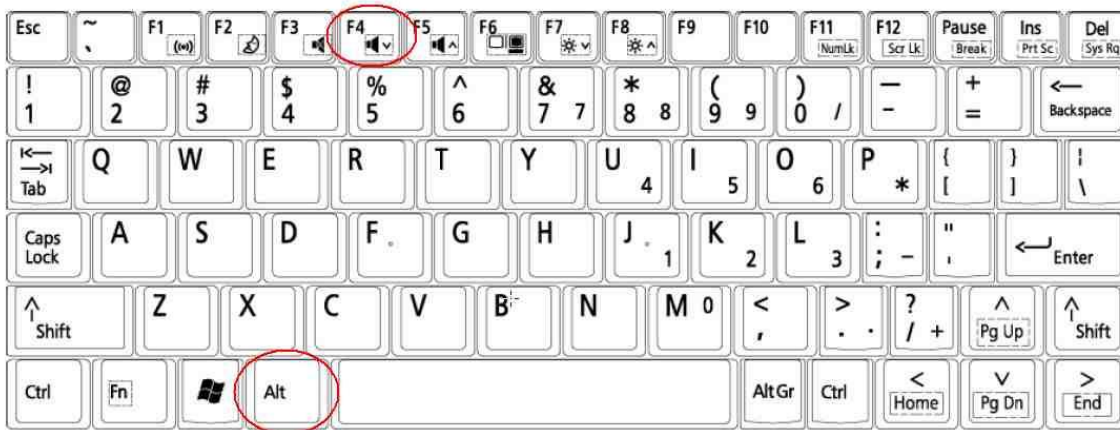 Esc ~ ` F1 F2 F3 F4 F5 F6 F7 F8 F9 F10 F11 NumLk F12 Scr Lk Pause Break Ins Prt Sc Del Sys Rq
! 1 @ 2 # 3 $ 4 % 5 ^ 6 & 7 7 * 8 8 ( 9 9 ) 0 / — - + = Backspace
Tab Q W E R T Y U 4 I 5 O 6 P * { [ } ] ¦ \
Caps Lock A S D F G H J 1 K 2 L 3 : ; - " ' Enter
Shift Z X C V B N M 0 < , > . . ? / + ^ Pg Up Shift
Ctrl Fn Alt Alt Gr Ctrl < Home v Pg Dn > End